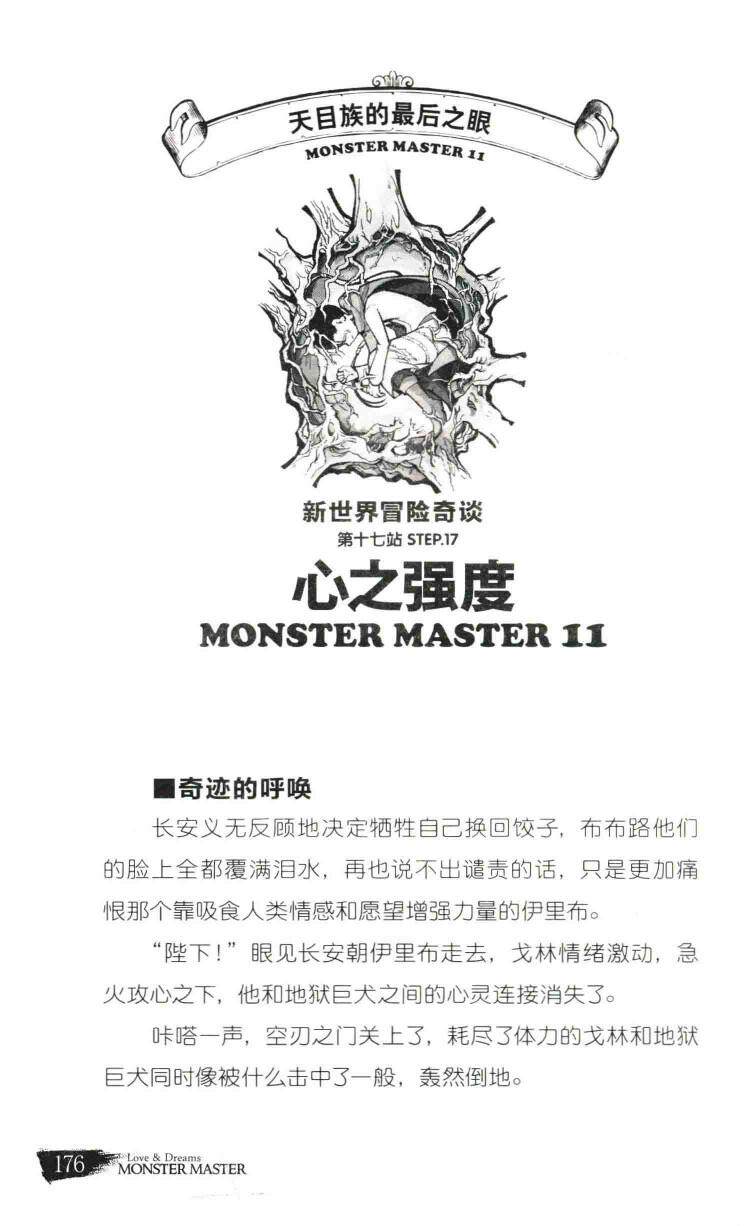 天目族的最后之眼
MONSTER MASTER 11
新世界冒险奇谈
第十七站 STEP.17
心之强度
MONSTER MASTER 11
■奇迹的呼唤
长安义无反顾地决定牺牲自己换回饺子，布布路他们
的脸上全都覆满泪水，再也说不出谴责的话，只是更加痛
恨那个靠吸食人类情感和愿望增强力量的伊里布。
“陛下！”眼见长安朝伊里布走去，戈林情绪激动，急
火攻心之下，他和地狱巨犬之间的心灵连接消失了。
咔嗒一声，空刃之门关上了，耗尽了体力的戈林和地狱
巨犬同时像被什么击中了一般，轰然倒地。
176
Love & Dreams
MONSTER MASTER